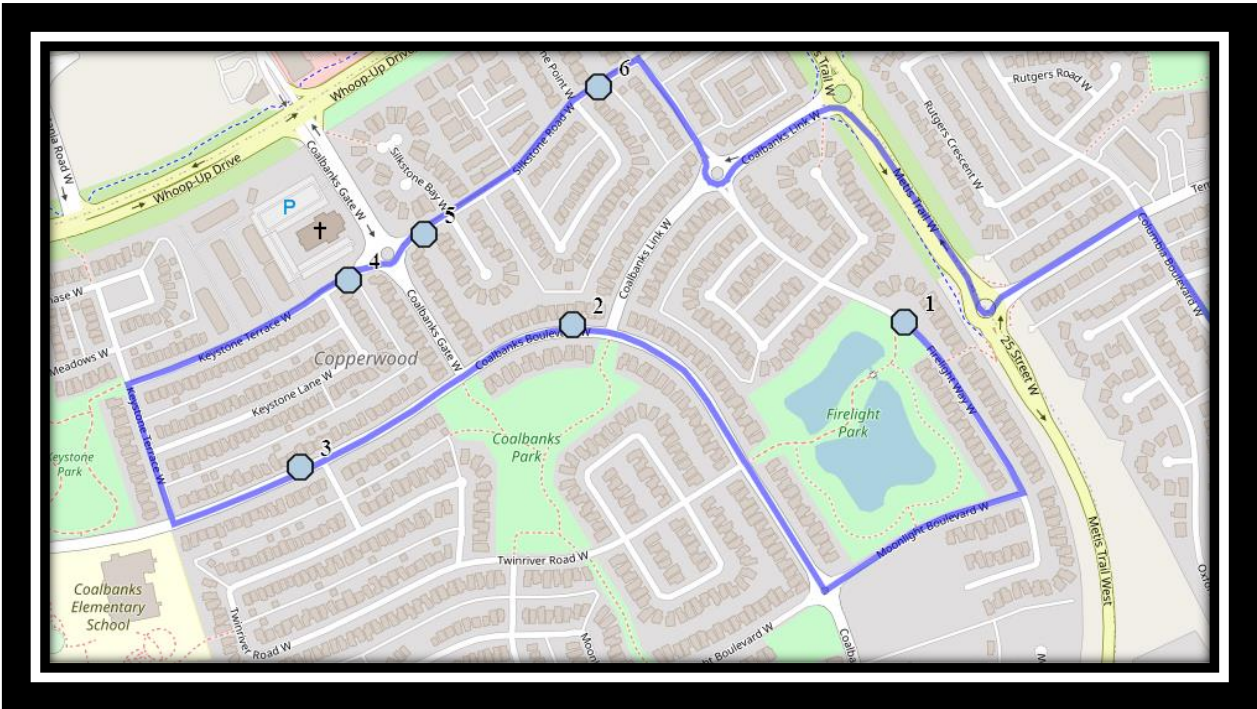 Whoop-Up Drive
6
Rutgers Road W
Rutgers Crescent W
Silkstone Road W
Coalbanks Link W
Coalbanks Gate W
Silkstone Bay W
Whoop-Up Drive
P
Metis Trail W
5
4
Columbia Boulevard W
Coalbanks Link W
2
1
Coalbanks Gate W
Keystone Terrace W
Meadows W
Copperwood
Coalbanks Boulevard W
25 Street W
Firelight Way W
Keystone Lane W
Keystone Terrace W
Firelight
Park
3
Coalbanks
Park
Keystone
Park
Moonlight Boulevard W
Metis Trail West
Twinriver Road W
Coalbanks
Elementary
School
Twinriver Road W